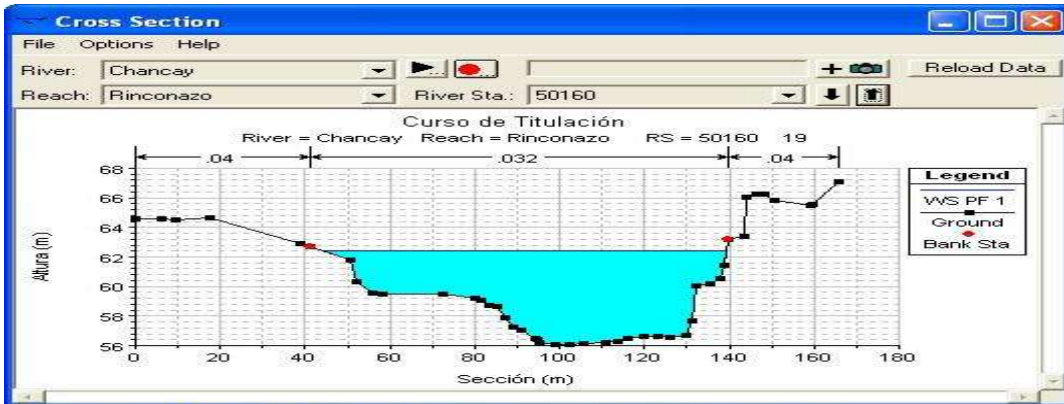 Cross Section
File Options Help
River: Chancay
Reload Data
Reach: Rinconazo River Sta.: 50160
Curso de Titulación
River = Chancay Reach = Rinconazo RS = 50160 19
.04 .032 .04
68
66
64
62
60
58
56
Altura (m)
0 20 40 60 80 100 120 140 160 180
Sección (m)
Legend
WS PF 1
Ground
Bank Sta